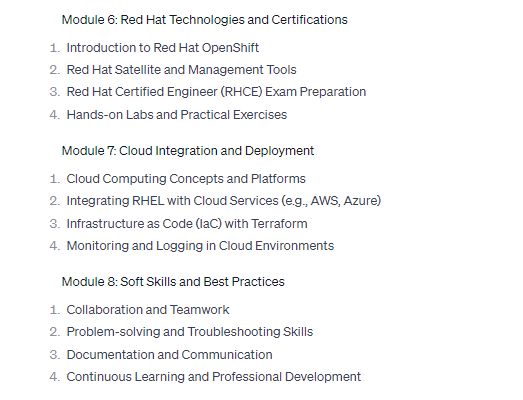 Module 6: Red Hat Technologies and Certifications
1. Introduction to Red Hat OpenShift
2. Red Hat Satellite and Management Tools
3. Red Hat Certified Engineer (RHCE) Exam Preparation
4. Hands-on Labs and Practical Exercises
Module 7: Cloud Integration and Deployment
1. Cloud Computing Concepts and Platforms
2. Integrating RHEL with Cloud Services (e.g., AWS, Azure)
3. Infrastructure as Code (IaC) with Terraform
4. Monitoring and Logging in Cloud Environments
Module 8: Soft Skills and Best Practices
1. Collaboration and Teamwork
2. Problem-solving and Troubleshooting Skills
3. Documentation and Communication
4. Continuous Learning and Professional Development